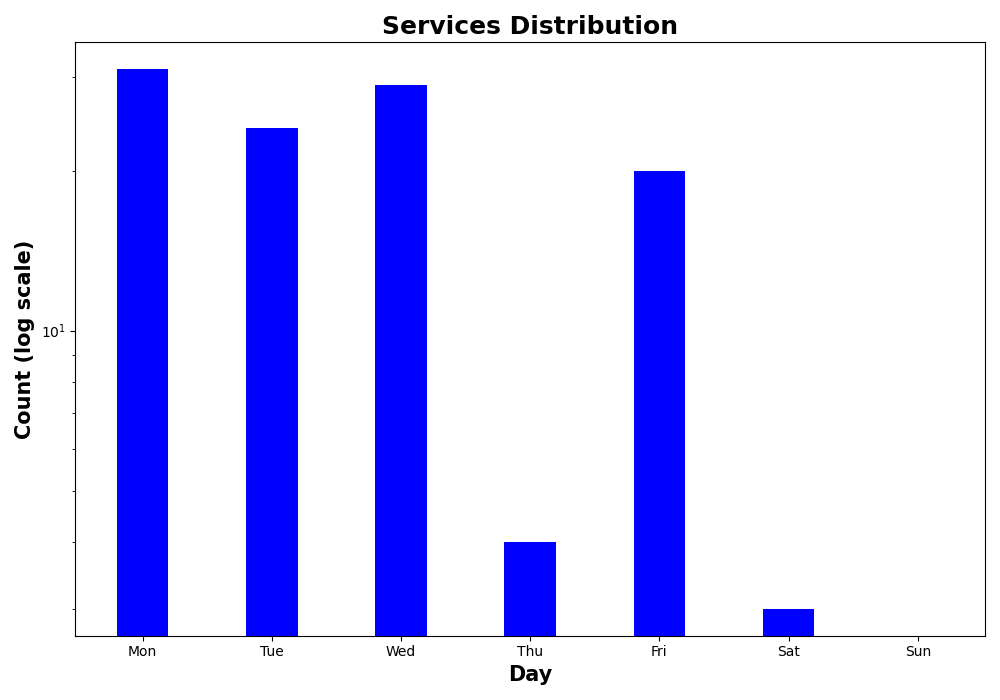 Services Distribution
Count (log scale)
10¹
Mon Tue Wed Thu Fri Sat Sun
Day